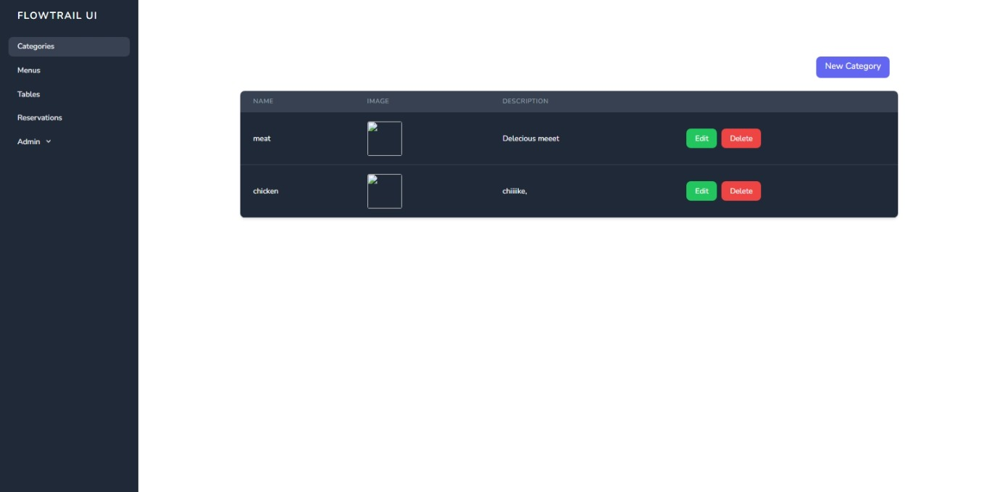 FLOWTRAIL UI
Categories
Menus
Tables
Reservations
Admin
New Category
NAME IMAGE DESCRIPTION
meat Delecious meeet Edit Delete
chicken chiiiike, Edit Delete